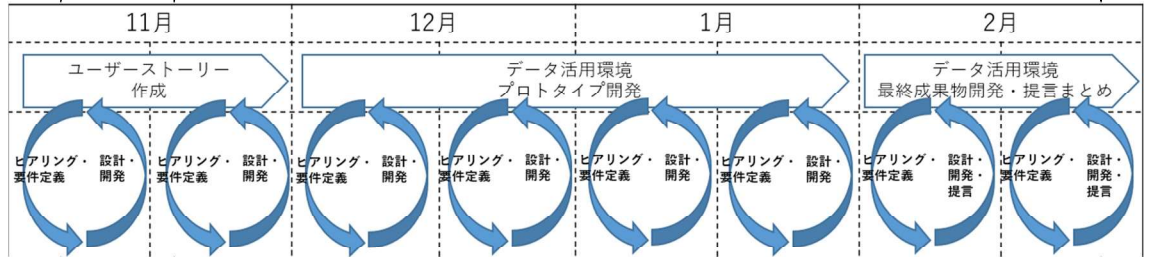 11月
12月
1月
2月
ユーザーストーリー
作成
データ活用環境
プロトタイプ開発
データ活用環境
最終成果物開発・提言まとめ
ヒアリング・
要件定義
設計・
開発
ヒアリング・
要件定義
設計・
開発
ヒアリング・
要件定義
設計・
開発
ヒアリング・
要件定義
設計・
開発
ヒアリング・
要件定義
設計・
開発
ヒアリング・
要件定義
設計・
開発
ヒアリング・
要件定義
設計・
開発・
提言
ヒアリング・
要件定義
設計・
開発・
提言